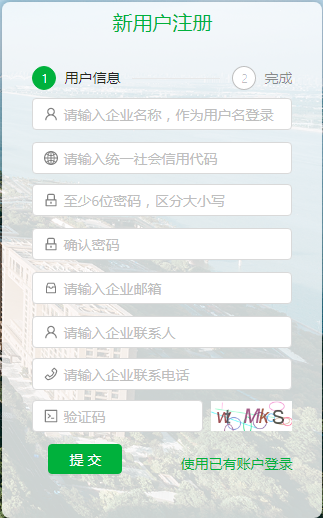 新用户注册
1 用户信息 2 完成
请输入企业名称，作为用户名登录
请输入统一社会信用代码
至少6位密码，区分大小写
确认密码
请输入企业邮箱
请输入企业联系人
请输入企业联系电话
验证码
提 交 使用已有账户登录